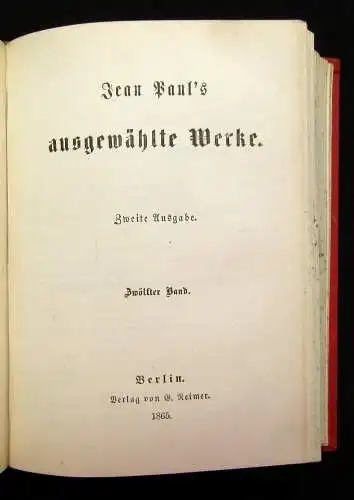 Jean Paul's
ausgewählte Werke.
Zweite Ausgabe.
Zwölfter Band.
Berlin.
Verlag von G. Reimer.
1865.